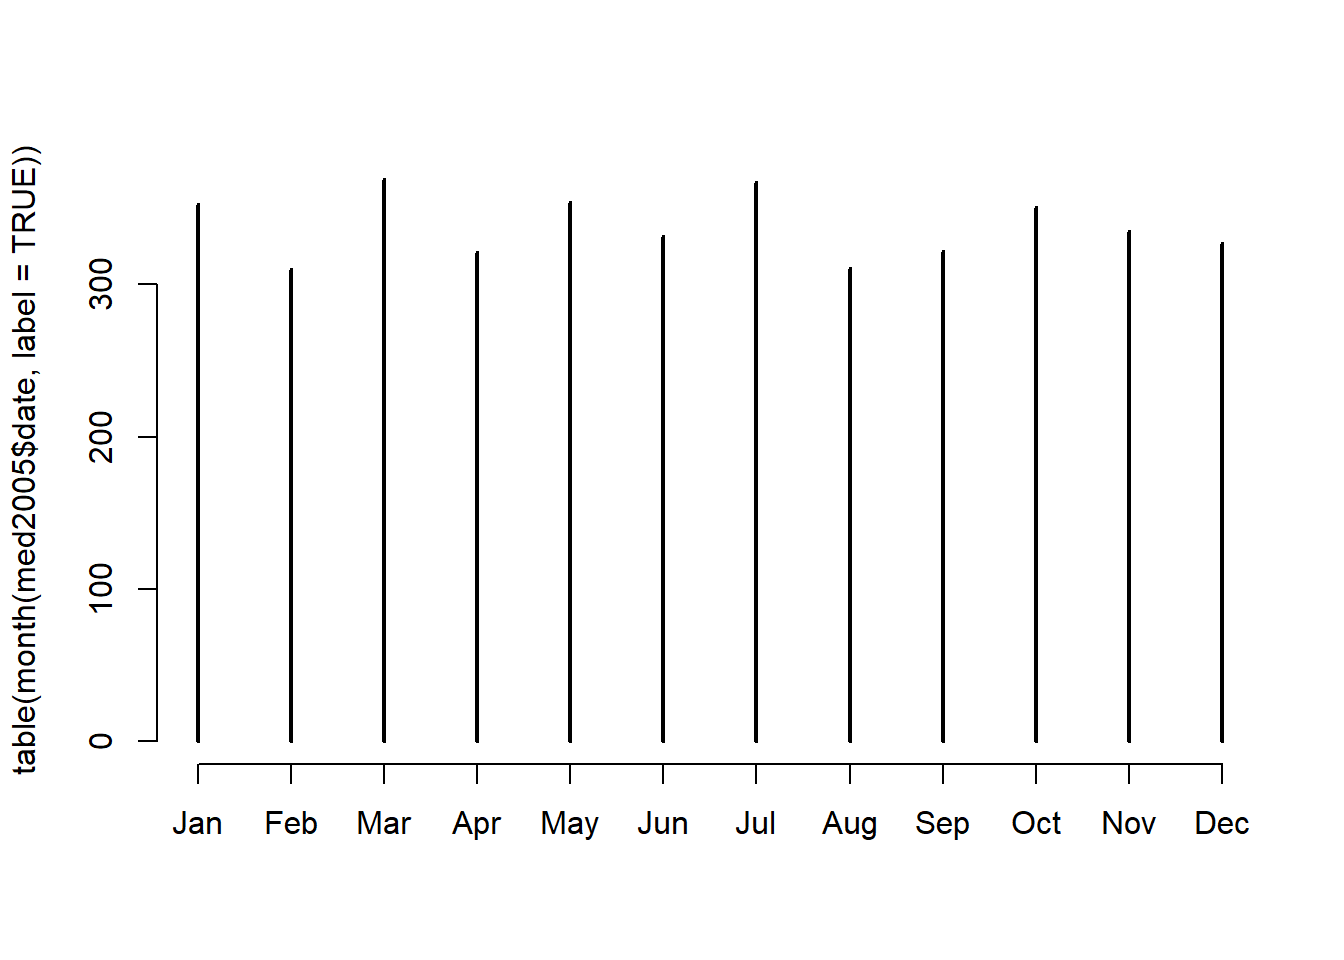 table(month(med2005$date, label = TRUE))
300
200
100
0
Jan Feb Mar Apr May Jun Jul Aug Sep Oct Nov Dec